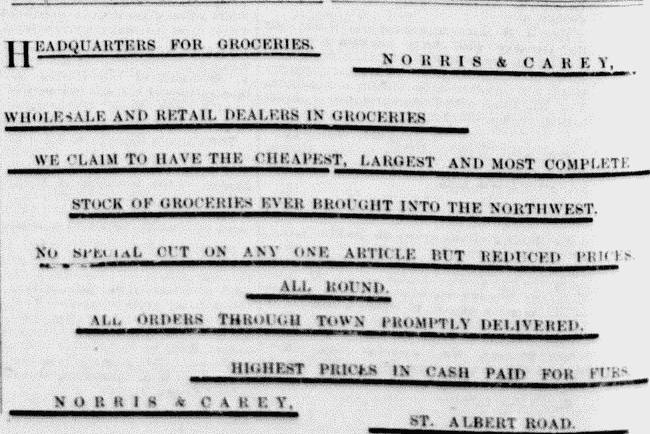 HEADQUARTERS FOR GROCERIES.
NORRIS & CAREY,
WHOLESALE AND RETAIL DEALERS IN GROCERIES
WE CLAIM TO HAVE THE CHEAPEST, LARGEST AND MOST COMPLETE
STOCK OF GROCERIES EVER BROUGHT INTO THE NORTHWEST.
NO SPECIAL CUT ON ANY ONE ARTICLE BUT REDUCED PRICES
ALL ROUND.
ALL ORDERS THROUGH TOWN PROMPTLY DELIVERED.
HIGHEST PRICES IN CASH PAID FOR FURS.
NORRIS & CAREY,
ST. ALBERT ROAD.